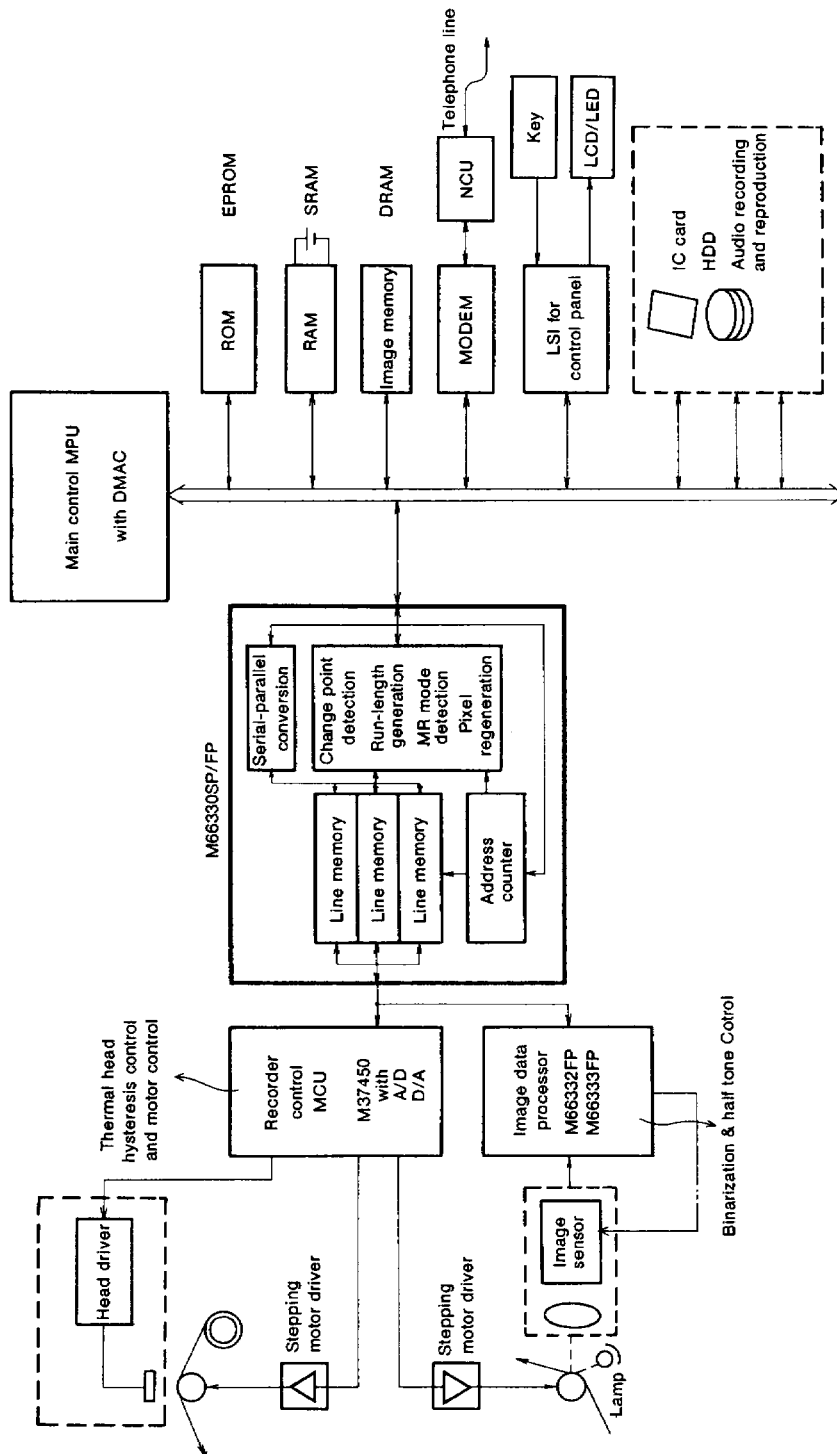 Main control MPU
with DMAC
ROM
EPROM
RAM
SRAM
Image memory
DRAM
MODEM
NCU
Telephone line
LSI for
control panel
Key
LCD/LED
IC card
HDD
Audio recording
and reproduction
M66330SP/FP
Serial-parallel
conversion
Change point
detection
Run-length
generation
MR mode
detection
Pixel
regeneration
Line memory
Line memory
Line memory
Address
counter
Thermal head
hysteresis control
and motor control
Recorder
control
MCU
M37450
with
A/D
D/A
Image data
processor
M66332FP
M66333FP
Binarization & half tone Cotrol
Head driver
Stepping
motor driver
Stepping
motor driver
Image
sensor
Lamp